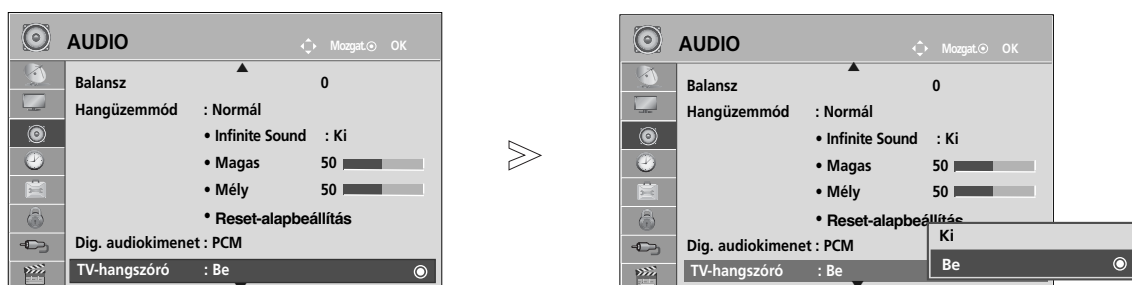 AUDIO Mozgat. OK
Balansz 0
Hangüzemmód : Normál
• Infinite Sound : Ki
• Magas 50
• Mély 50
• Reset-alapbeállítás
Dig. audiokimenet : PCM
TV-hangszóró : Be
AUDIO Mozgat. OK
Balansz 0
Hangüzemmód : Normál
• Infinite Sound : Ki
• Magas 50
• Mély 50
• Reset-alapbeállítás
Dig. audiokimenet : PCM
TV-hangszóró : Be
Ki
Be